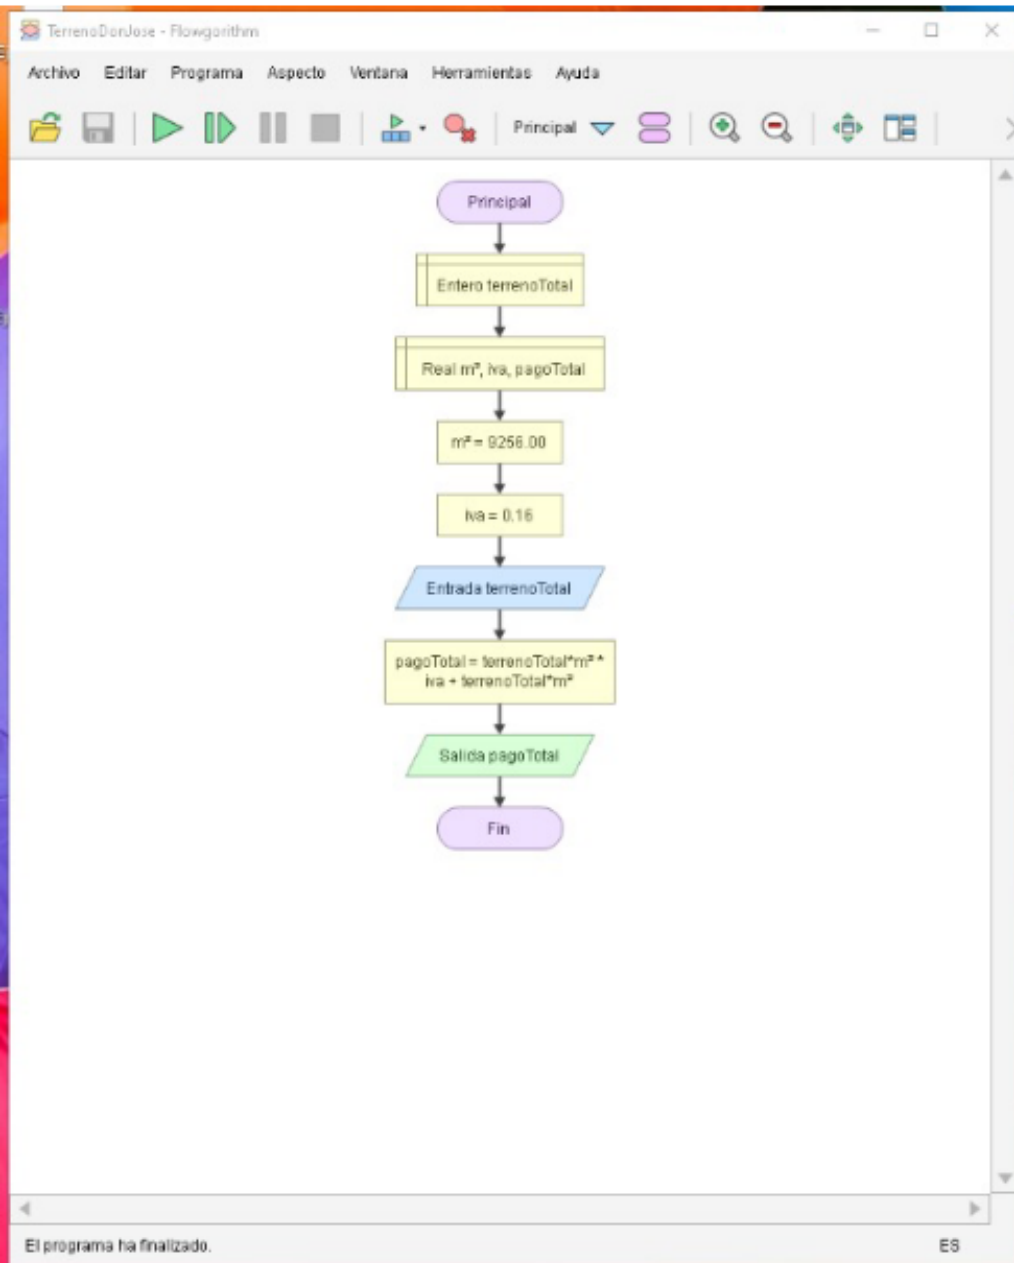 TerrenoDonJose - Flowgorithm
Archivo Editar Programa Aspecto Ventana Herramientas Ayuda
Principal
Principal
Entero terrenoTotal
Real m², iva, pagoTotal
m² = 9256.00
iva = 0.16
Entrada terrenoTotal
pagoTotal = terrenoTotal*m² *
iva + terrenoTotal*m²
Salida pagoTotal
Fin
El programa ha finalizado.
ES